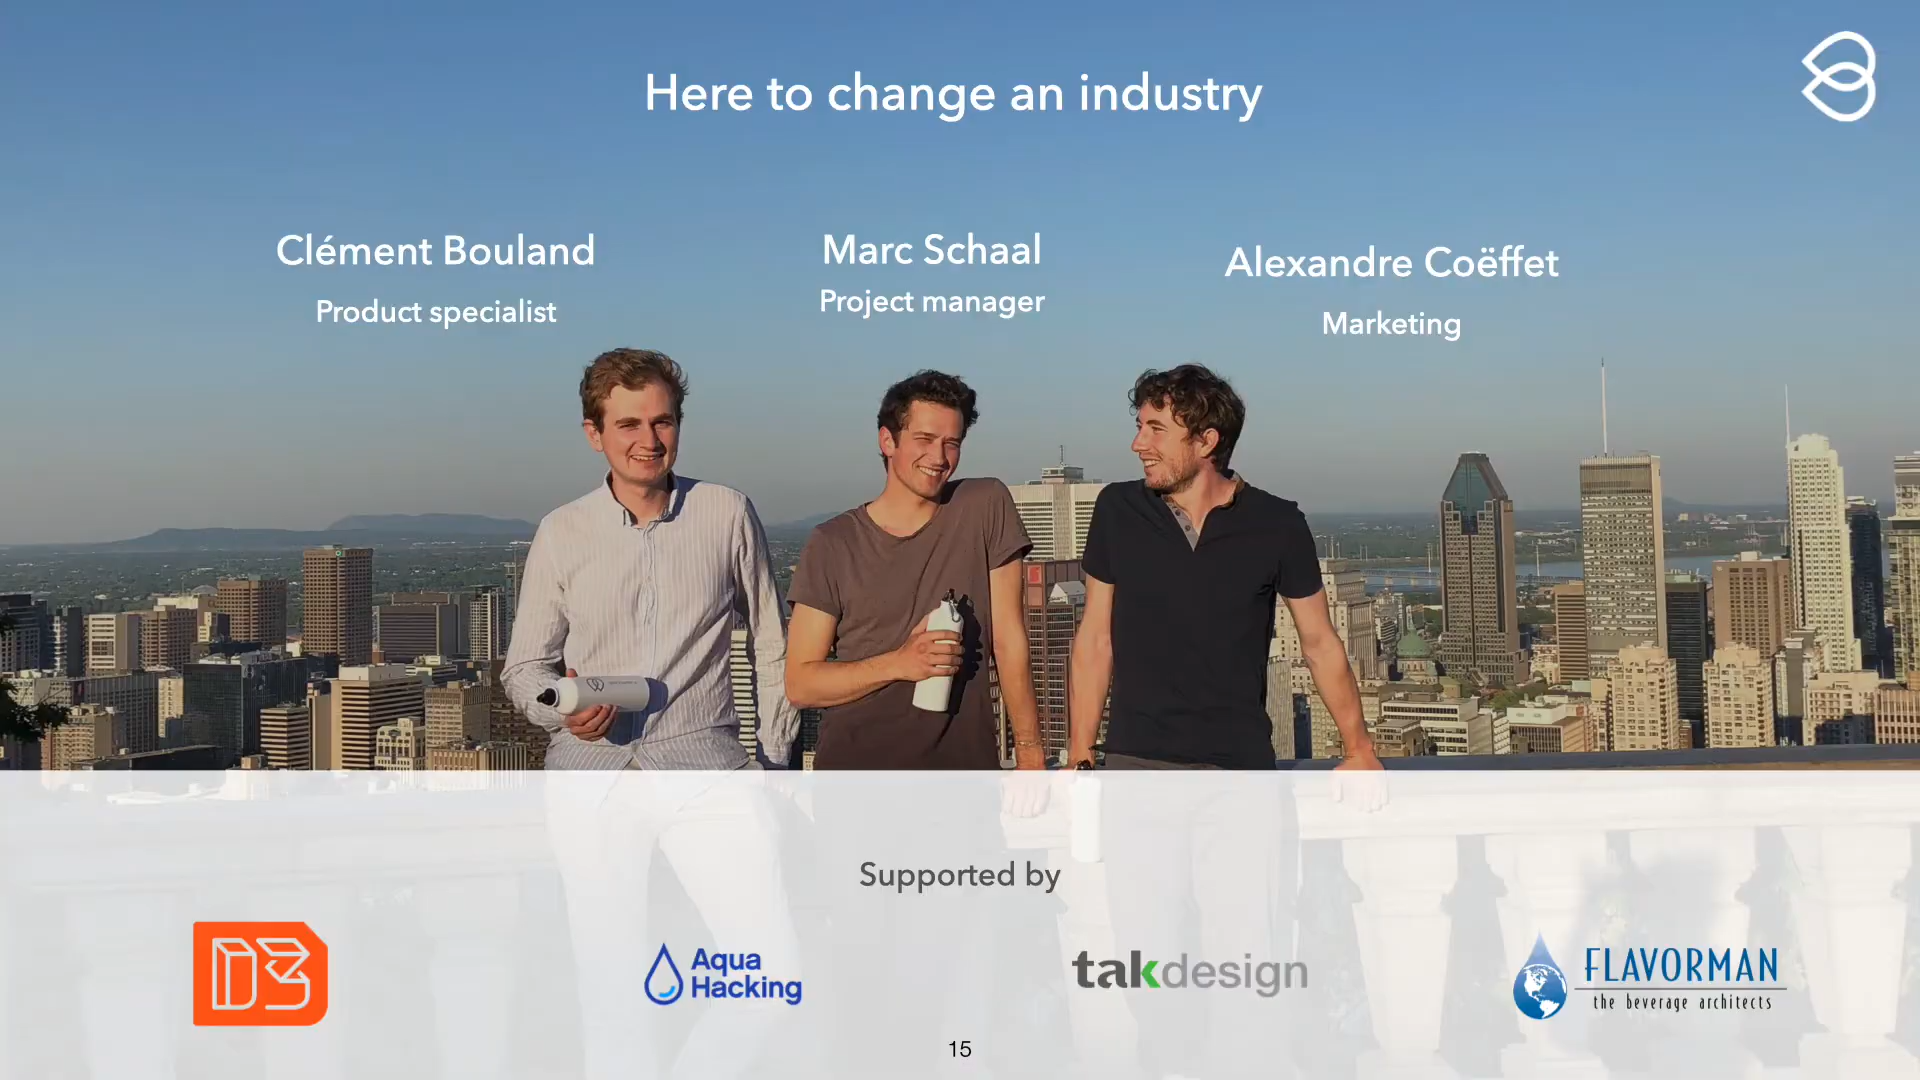 Here to change an industry
Clément Bouland
Product specialist
Marc Schaal
Project manager
Alexandre Coëffet
Marketing
Supported by
D3
Aqua
Hacking
takdesign
FLAVORMAN
the beverage architects
15